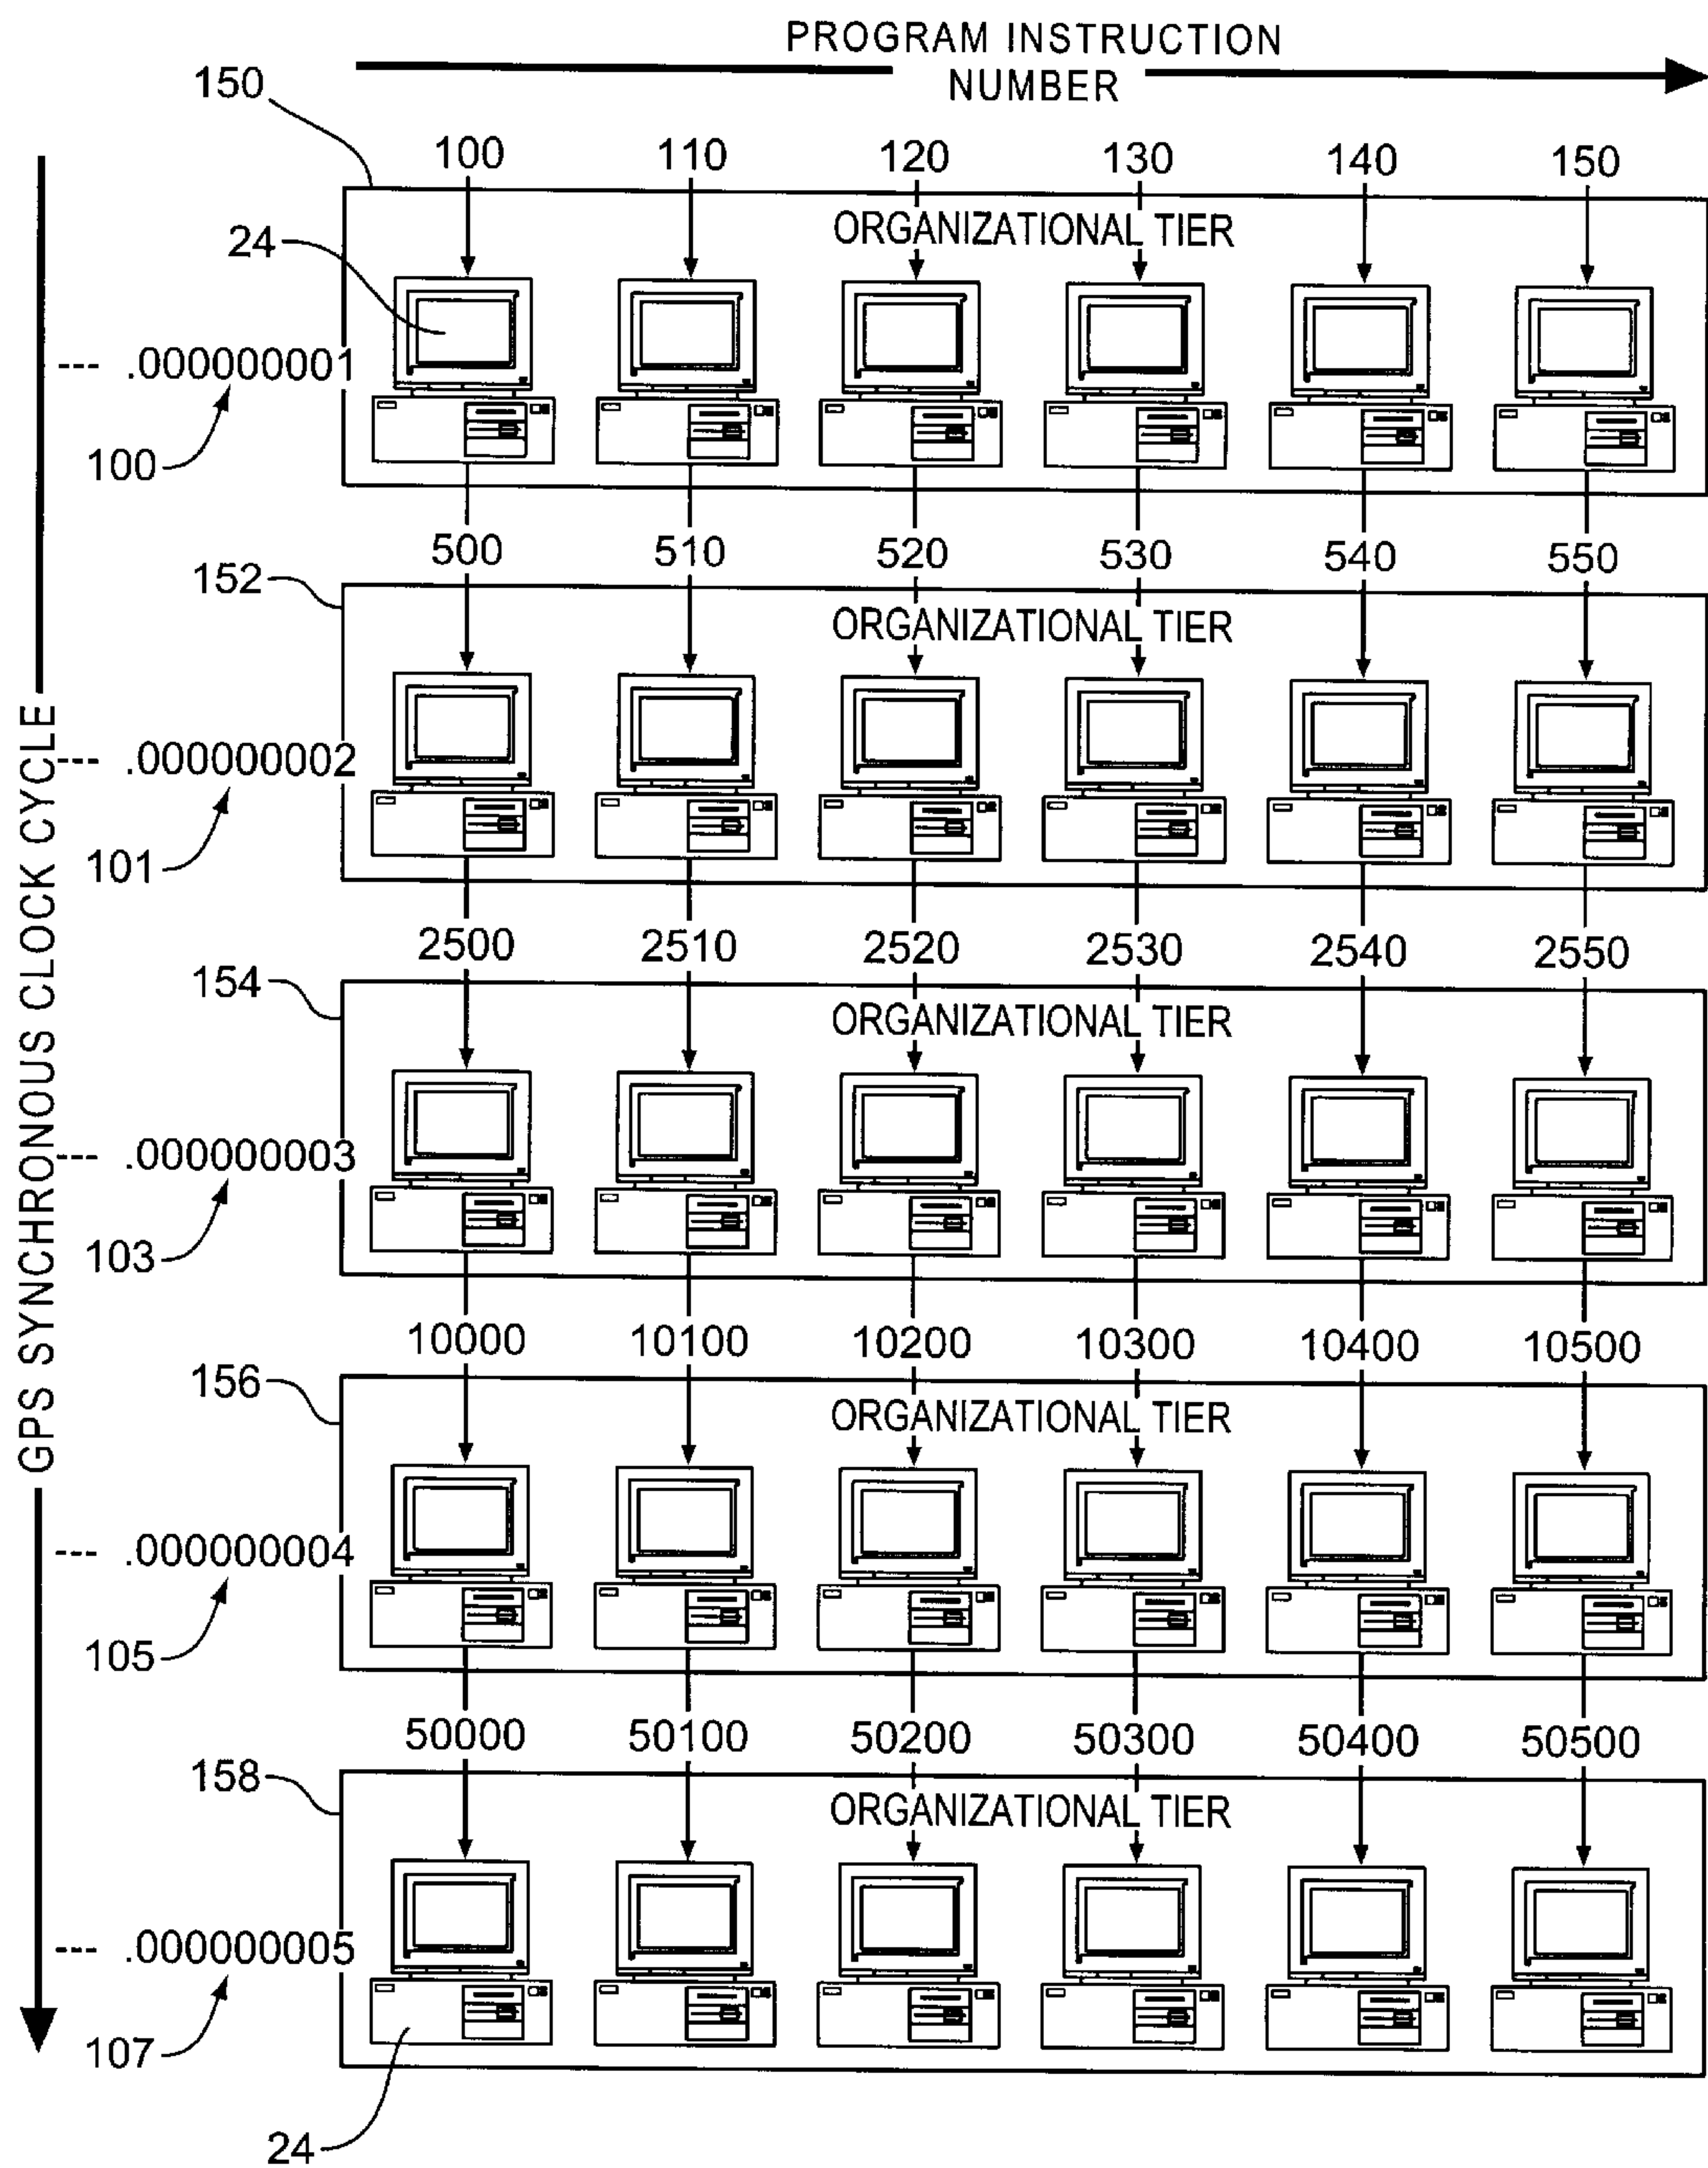 PROGRAM INSTRUCTION
NUMBER
150
100 110 120 130 140 150
ORGANIZATIONAL TIER
24
--- .000000001
100
500 510 520 530 540 550
152
ORGANIZATIONAL TIER
GPS SYNCHRONOUS CLOCK CYCLE
--- .000000002
101
2500 2510 2520 2530 2540 2550
154
ORGANIZATIONAL TIER
--- .000000003
103
10000 10100 10200 10300 10400 10500
156
ORGANIZATIONAL TIER
--- .000000004
105
50000 50100 50200 50300 50400 50500
158
ORGANIZATIONAL TIER
--- .000000005
107
24